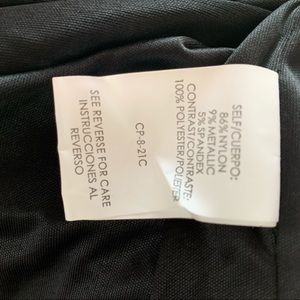 SELF/CUERPO:
86% NYLON
9% METALLIC
5% SPANDEX
CONTRAST/CONTRASTE:
100% POLYESTER/POLIESTER
CP-8-21C
SEE REVERSE FOR CARE
INSTRUCCIONES AL
REVERSO